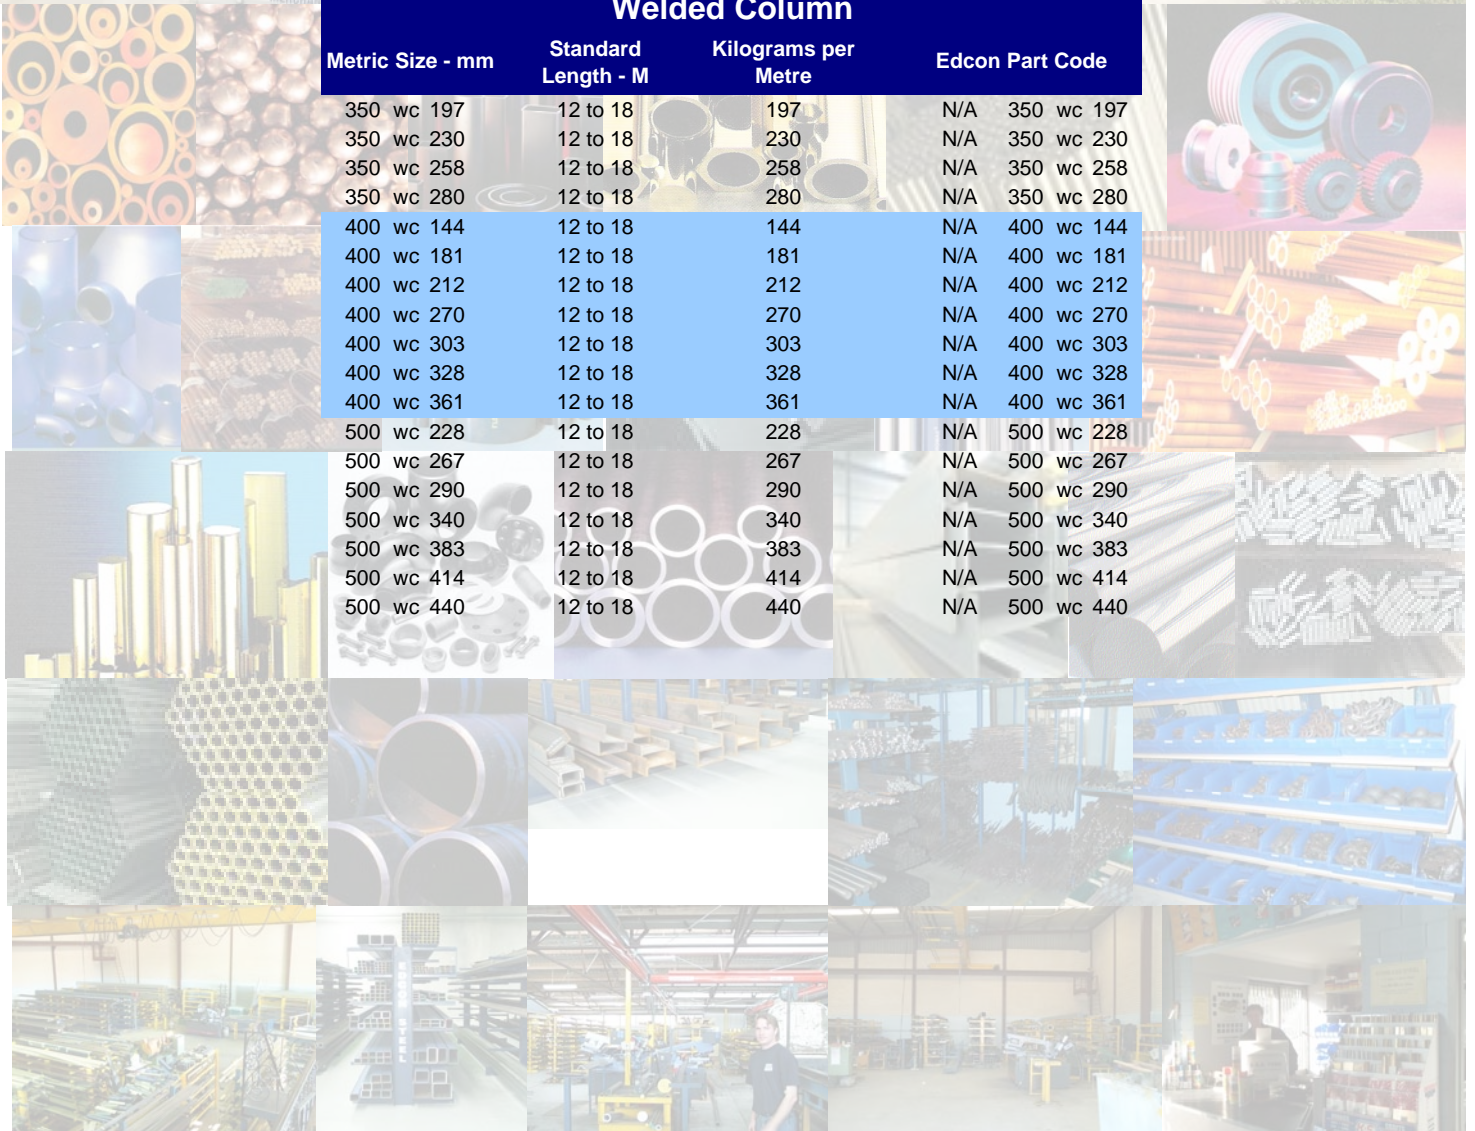 Welded Column
Metric Size - mm Standard Length - M Kilograms per Metre Edcon Part Code
350 wc 197 12 to 18 197 N/A 350 wc 197
350 wc 230 12 to 18 230 N/A 350 wc 230
350 wc 258 12 to 18 258 N/A 350 wc 258
350 wc 280 12 to 18 280 N/A 350 wc 280
400 wc 144 12 to 18 144 N/A 400 wc 144
400 wc 181 12 to 18 181 N/A 400 wc 181
400 wc 212 12 to 18 212 N/A 400 wc 212
400 wc 270 12 to 18 270 N/A 400 wc 270
400 wc 303 12 to 18 303 N/A 400 wc 303
400 wc 328 12 to 18 328 N/A 400 wc 328
400 wc 361 12 to 18 361 N/A 400 wc 361
500 wc 228 12 to 18 228 N/A 500 wc 228
500 wc 267 12 to 18 267 N/A 500 wc 267
500 wc 290 12 to 18 290 N/A 500 wc 290
500 wc 340 12 to 18 340 N/A 500 wc 340
500 wc 383 12 to 18 383 N/A 500 wc 383
500 wc 414 12 to 18 414 N/A 500 wc 414
500 wc 440 12 to 18 440 N/A 500 wc 440